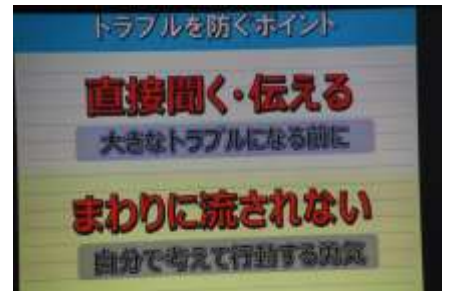 トラブルを防ぐポイント
直接聞く・伝える
大きなトラブルになる前に
まわりに流されない
自分で考えて行動する勇気